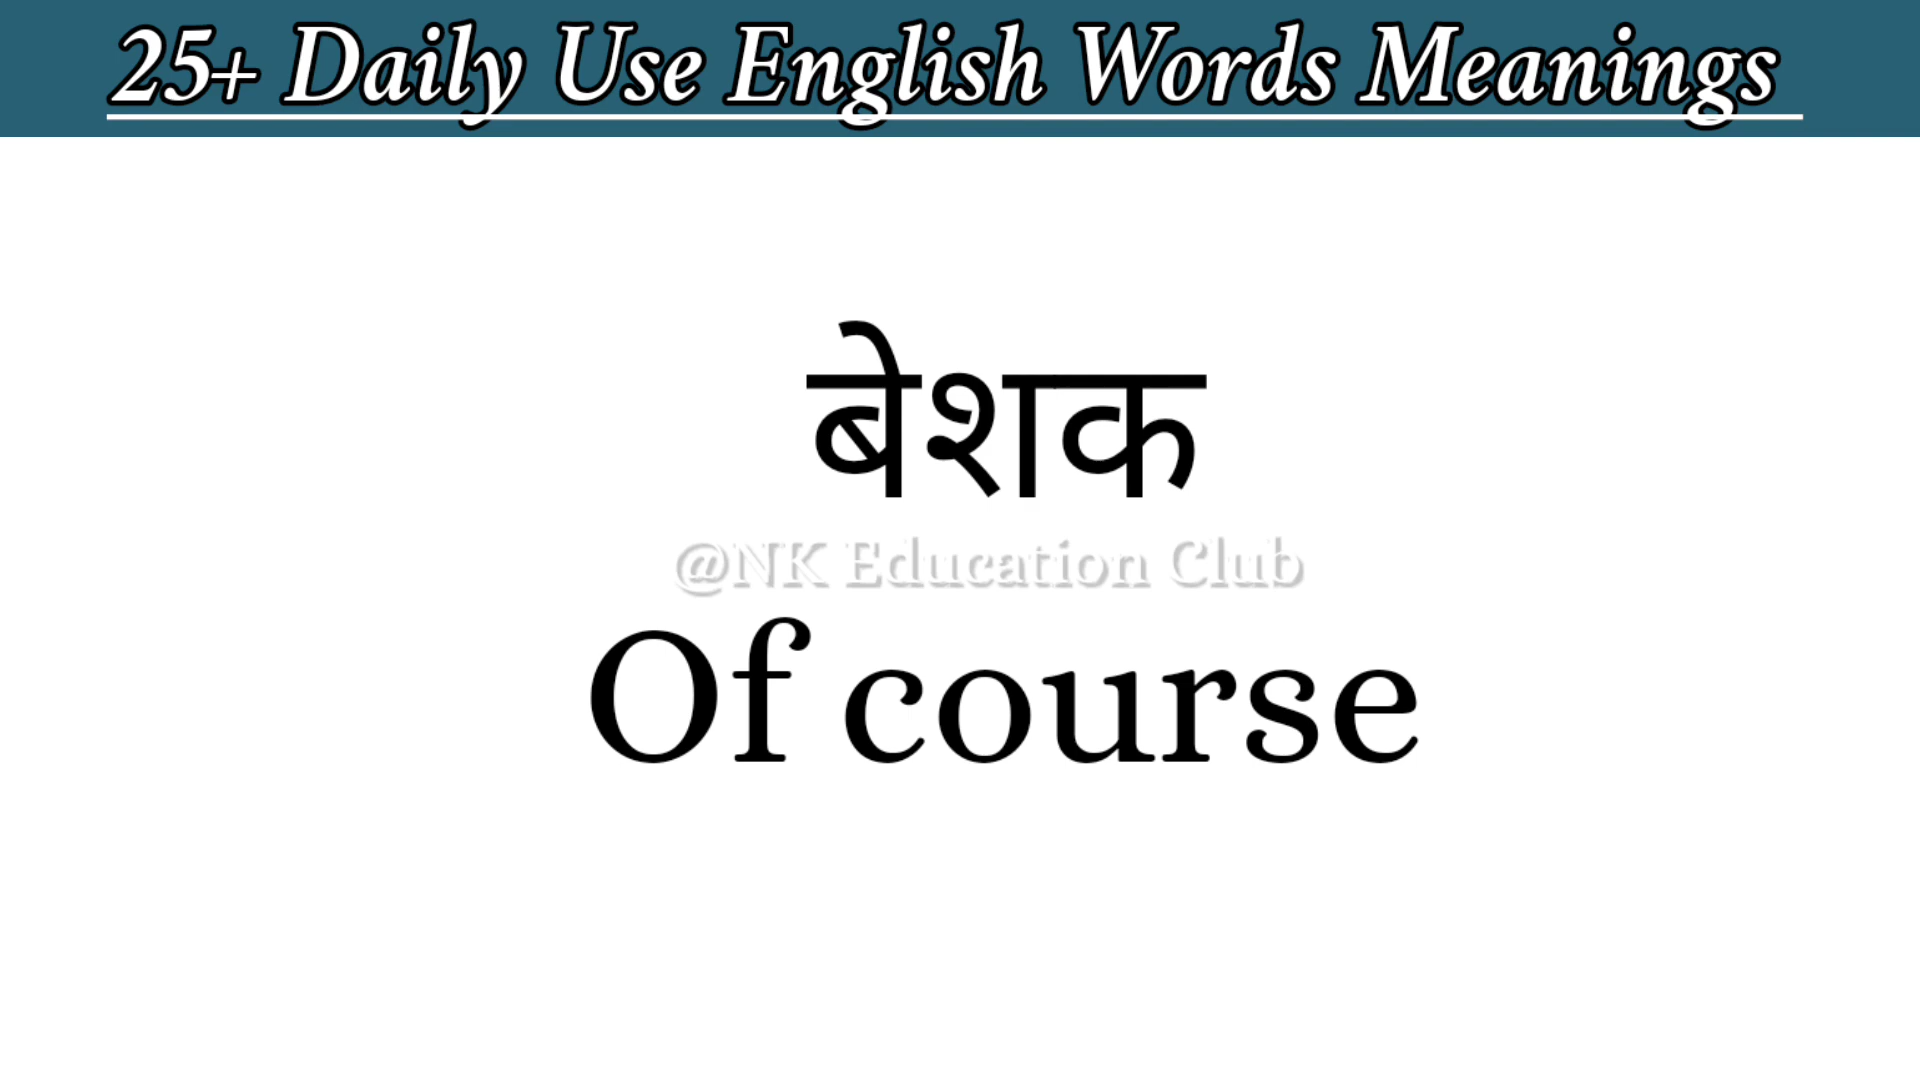 25+ Daily Use English Words Meanings
बेशक
@NK Education Club
Of course